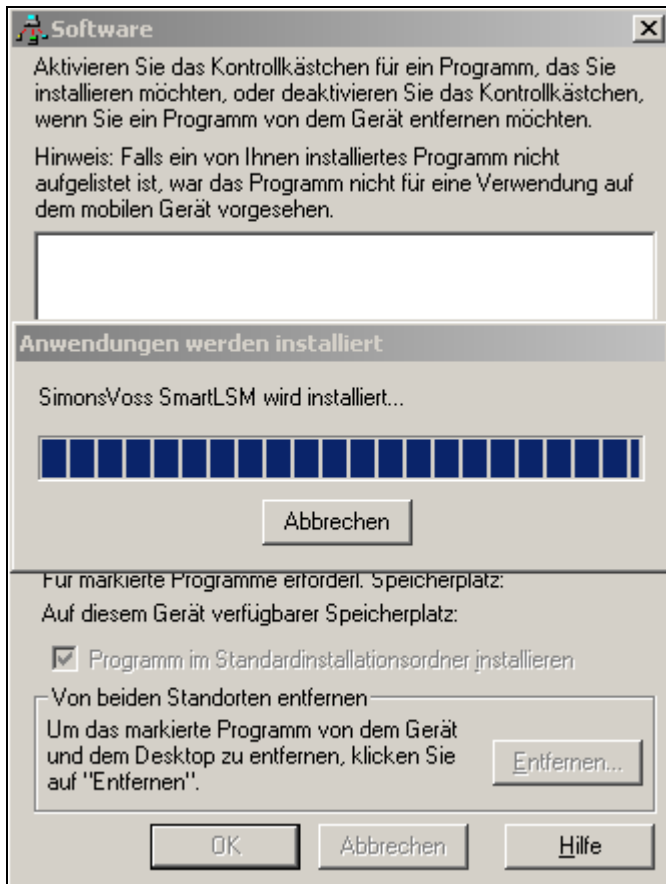 Software
Aktivieren Sie das Kontrollkästchen für ein Programm, das Sie
installieren möchten, oder deaktivieren Sie das Kontrollkästchen,
wenn Sie ein Programm von dem Gerät entfernen möchten.
Hinweis: Falls ein von Ihnen installiertes Programm nicht
aufgelistet ist, war das Programm nicht für eine Verwendung auf
dem mobilen Gerät vorgesehen.
Anwendungen werden installiert
SimonsVoss SmartLSM wird installiert...
Abbrechen
Für markierte Programme erforderl. Speicherplatz:
Auf diesem Gerät verfügbarer Speicherplatz:
Programm im Standardinstallationsordner installieren
Von beiden Standorten entfernen
Um das markierte Programm von dem Gerät
und dem Desktop zu entfernen, klicken Sie
auf "Entfernen".
Entfernen...
OK
Abbrechen
Hilfe